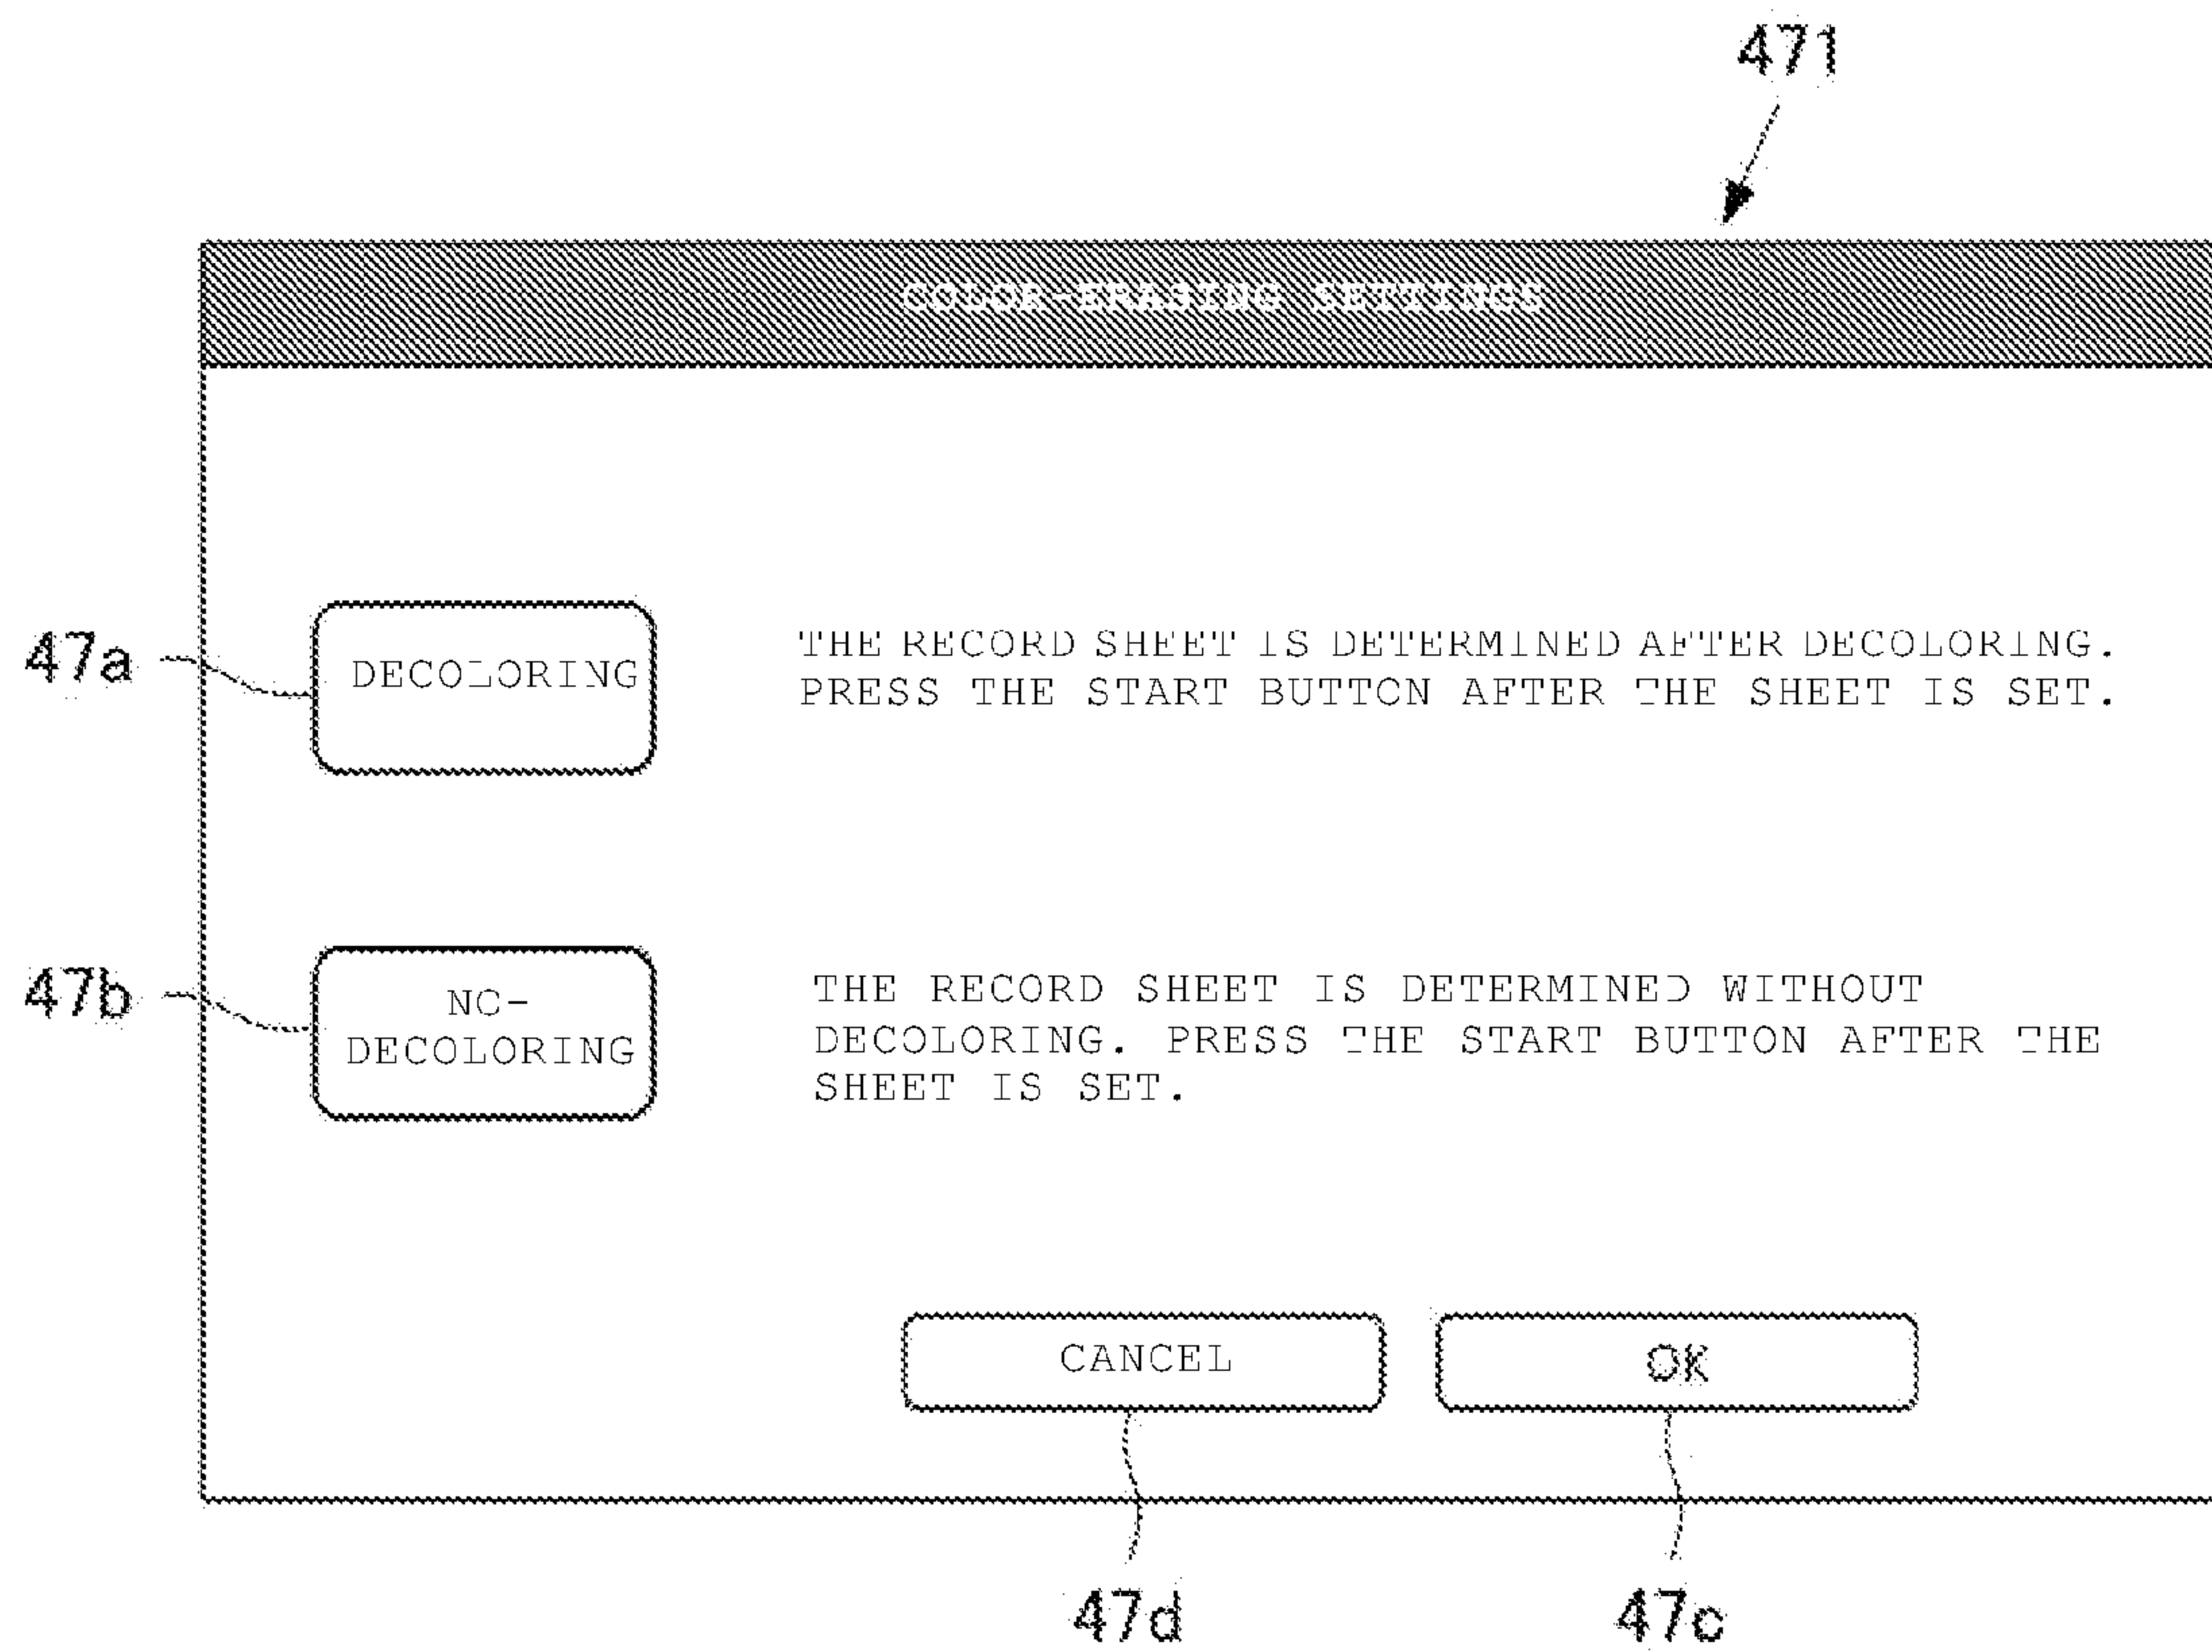 471
COLOR-ERASING SETTINGS
47a
DECOLORING
THE RECORD SHEET IS DETERMINED AFTER DECOLORING.
PRESS THE START BUTTON AFTER THE SHEET IS SET.
47b
NO-
DECOLORING
THE RECORD SHEET IS DETERMINED WITHOUT
DECOLORING. PRESS THE START BUTTON AFTER THE
SHEET IS SET.
CANCEL
OK
47d
47c